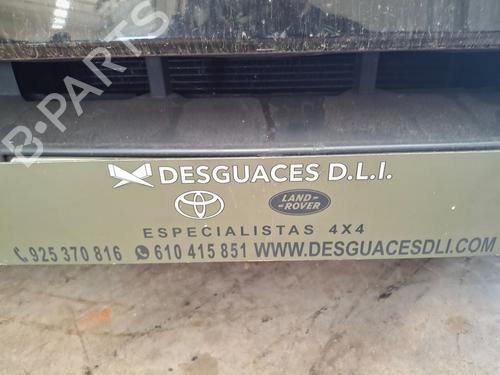 B-PARTS
DESGUACES D.L.I.
LAND-ROVER
ESPECIALISTAS 4X4
925 370 816 610 415 851 WWW.DESGUACESDLI.COM